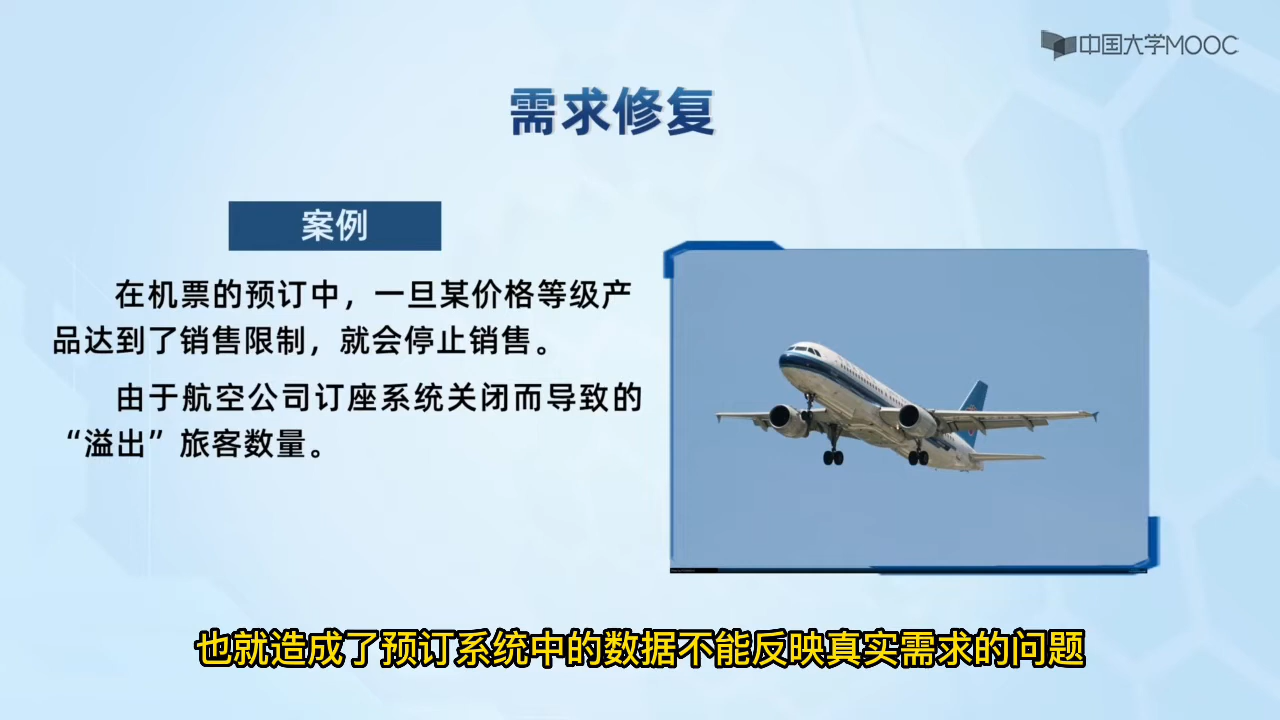 中国大学MOOC
需求修复
案例
在机票的预订中，一旦某价格等级产
品达到了销售限制，就会停止销售。
由于航空公司订座系统关闭而导致的
“溢出”旅客数量。
也就造成了预订系统中的数据不能反映真实需求的问题